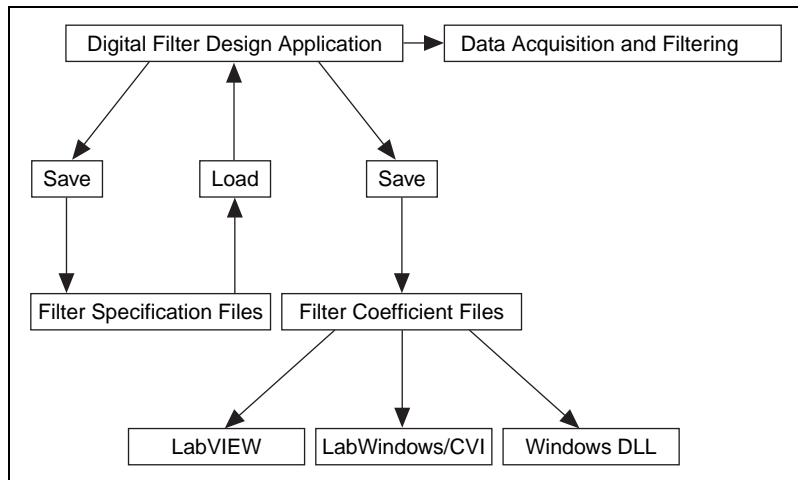 Digital Filter Design Application
Data Acquisition and Filtering
Save
Load
Save
Filter Specification Files
Filter Coefficient Files
LabVIEW
LabWindows/CVI
Windows DLL